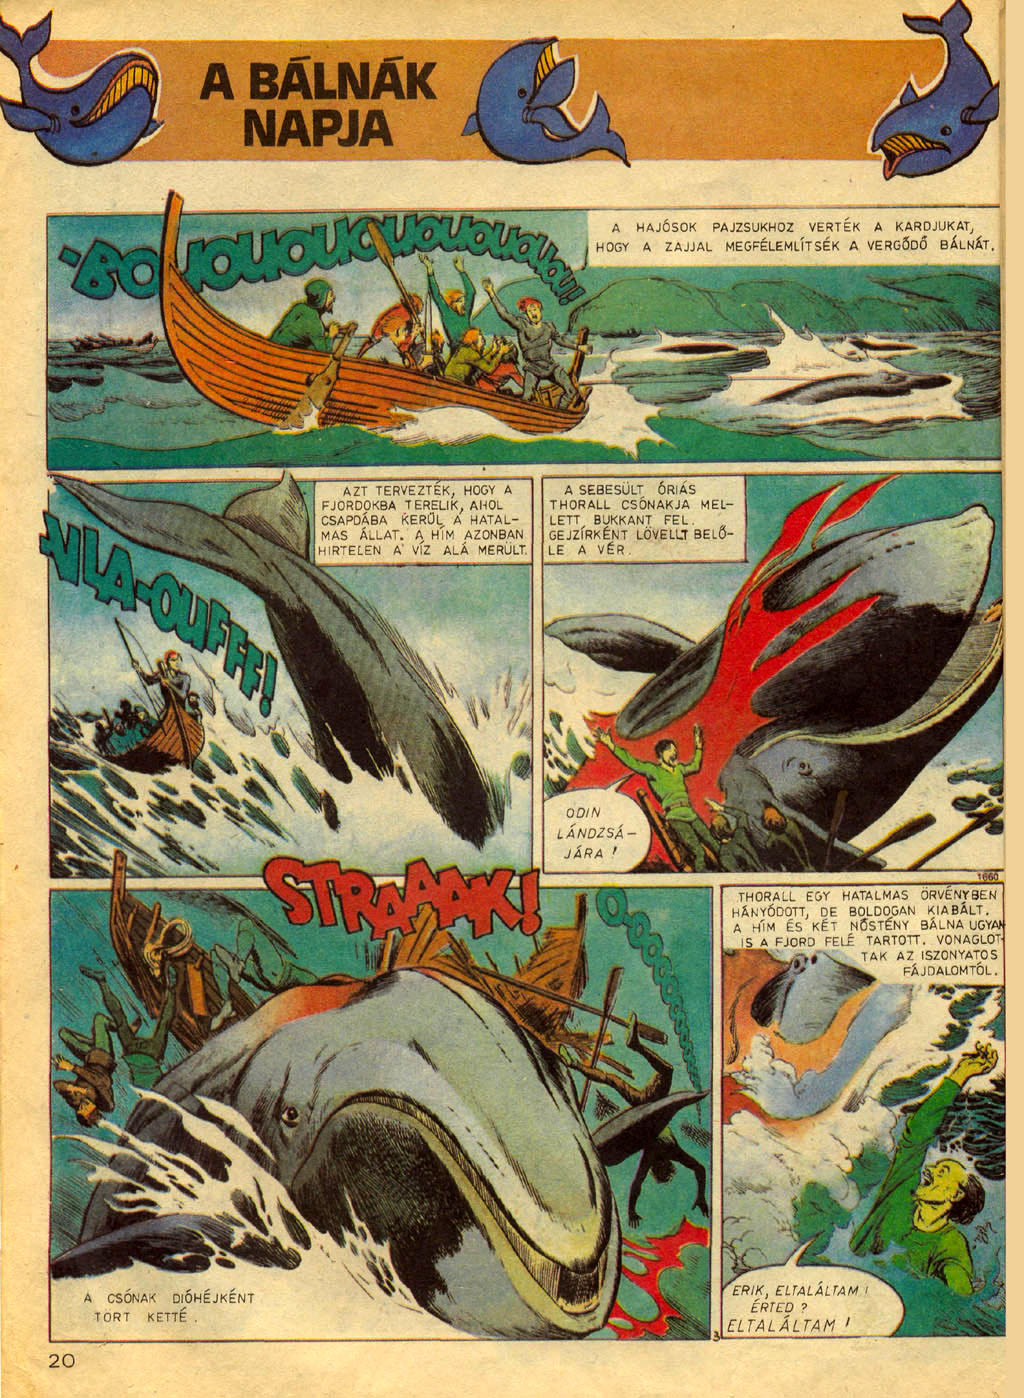 A BÁLNÁK
NAPJA
-BOUOUOUOUOUOUOUOUOU!!
A HAJÓSOK PAJZSUKHOZ VERTÉK A KARDJUKAT,
HOGY A ZAJJAL MEGFÉLEMLÍTSÉK A VERGŐDŐ BÁLNÁT.
AZT TERVEZTÉK, HOGY A
FJORDOKBA TERELIK, AHOL
CSAPDÁBA KERÜL A HATAL-
MAS ÁLLAT. A HÍM AZONBAN
HIRTELEN A VÍZ ALÁ MERÜLT.
VLA-OUFFF!
A SEBESÜLT ÓRIÁS
THORALL CSÓNAKJA MEL-
LETT BUKKANT FEL.
GEJZÍRKÉNT LÖVELLT BELŐ-
LE A VÉR.
ODIN
LÁNDZSÁ-
JÁRA !
1660
STRAAAK!
A CSÓNAK DIÓHÉJKÉNT
TÖRT KETTÉ.
THORALL EGY HATALMAS ÖRVÉNYBEN
HÁNYÓDOTT, DE BOLDOGAN KIABÁLT.
A HÍM ÉS KÉT NŐSTÉNY BÁLNA UGYAN
IS A FJORD FELÉ TARTOTT. VONAGLOT-
TAK AZ ISZONYATOS
FÁJDALOMTÓL.
ERIK, ELTALÁLTAM !
ÉRTED ?
ELTALÁLTAM !
3
20